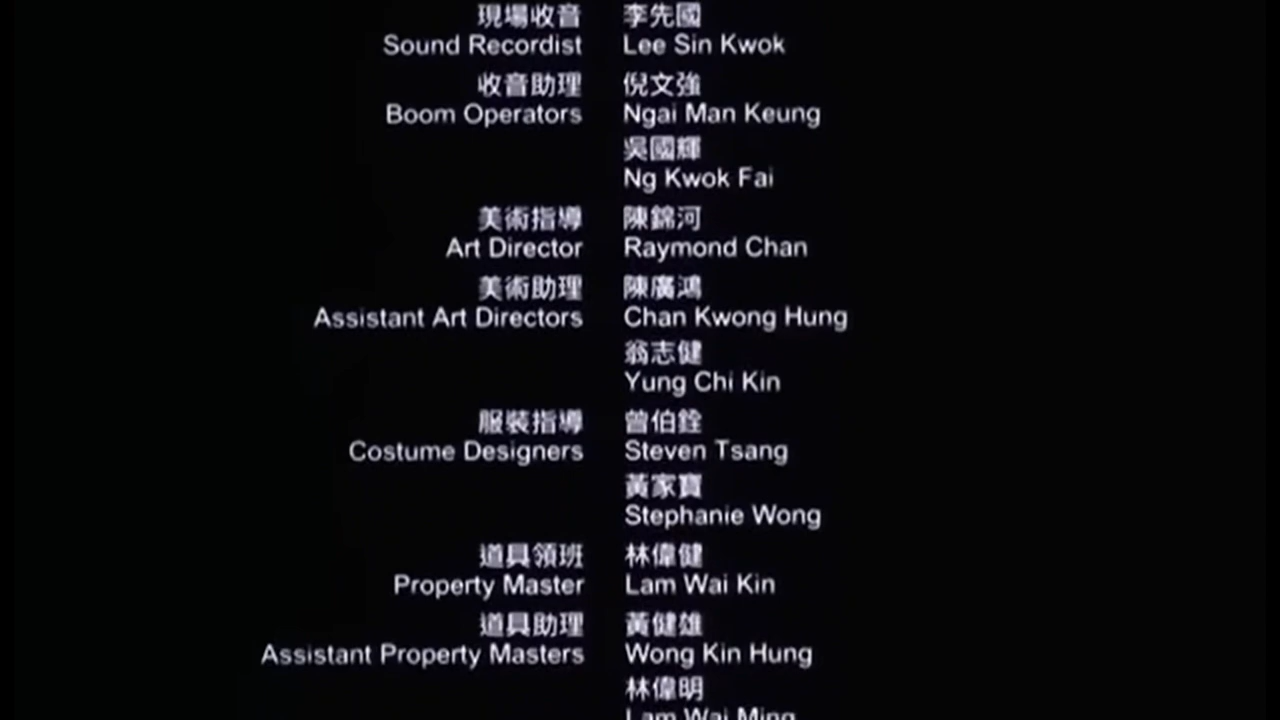 現場收音 李先國
Sound Recordist Lee Sin Kwok
收音助理 倪文強
Boom Operators Ngai Man Keung
吳國輝
Ng Kwok Fai
美術指導 陳錦河
Art Director Raymond Chan
美術助理 陳廣鴻
Assistant Art Directors Chan Kwong Hung
翁志健
Yung Chi Kin
服裝指導 曾伯銓
Costume Designers Steven Tsang
黃家寶
Stephanie Wong
道具領班 林偉健
Property Master Lam Wai Kin
道具助理 黃健雄
Assistant Property Masters Wong Kin Hung
林偉明
Lam Wai Ming